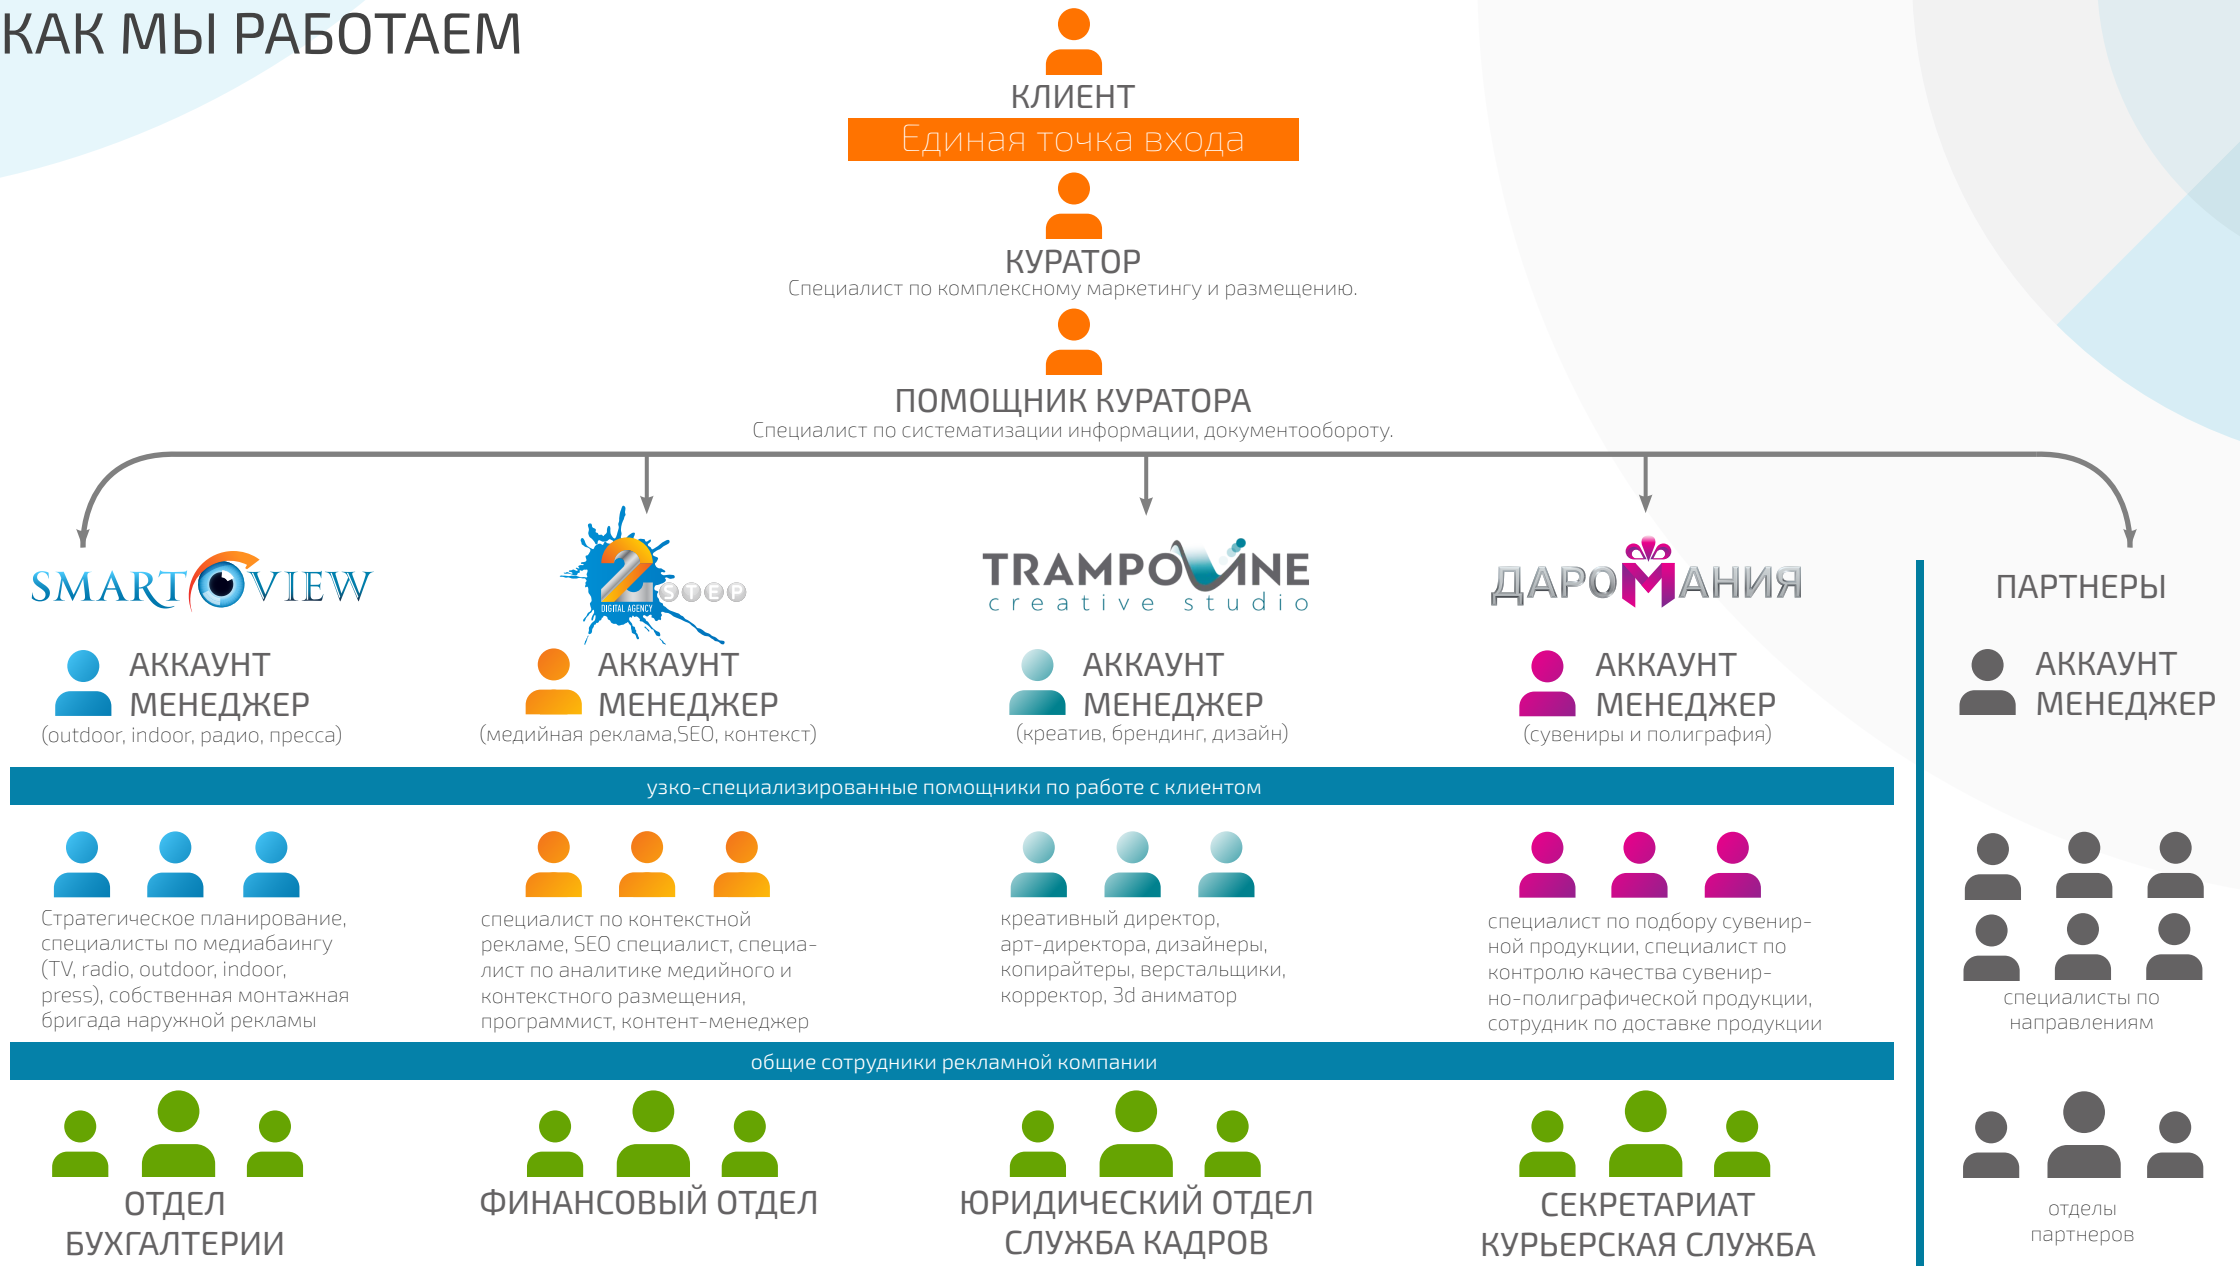 КАК МЫ РАБОТАЕМ
КЛИЕНТ
Единая точка входа
КУРАТОР
Специалист по комплексному маркетингу и размещению.
ПОМОЩНИК КУРАТОРА
Специалист по систематизации информации, документообороту.
SMART VIEW
АККАУНТ
МЕНЕДЖЕР
(outdoor, indoor, радио, пресса)
2 STEP
DIGITAL AGENCY
АККАУНТ
МЕНЕДЖЕР
(медийная реклама,SEO, контекст)
TRAMPOLINE
creative studio
АККАУНТ
МЕНЕДЖЕР
(креатив, брендинг, дизайн)
ДАРОМАНИЯ
АККАУНТ
МЕНЕДЖЕР
(сувениры и полиграфия)
ПАРТНЕРЫ
АККАУНТ
МЕНЕДЖЕР
узко-специализированные помощники по работе с клиентом
Стратегическое планирование,
специалисты по медиабаингу
(TV, radio, outdoor, indoor,
press), собственная монтажная
бригада наружной рекламы
специалист по контекстной
рекламе, SEO специалист, специа-
лист по аналитике медийного и
контекстного размещения,
программист, контент-менеджер
креативный директор,
арт-директора, дизайнеры,
копирайтеры, верстальщики,
корректор, 3d аниматор
специалист по подбору сувенир-
ной продукции, специалист по
контролю качества сувенир-
но-полиграфической продукции,
сотрудник по доставке продукции
специалисты по
направлениям
общие сотрудники рекламной компании
ОТДЕЛ
БУХГАЛТЕРИИ
ФИНАНСОВЫЙ ОТДЕЛ
ЮРИДИЧЕСКИЙ ОТДЕЛ
СЛУЖБА КАДРОВ
СЕКРЕТАРИАТ
КУРЬЕРСКАЯ СЛУЖБА
отделы
партнеров